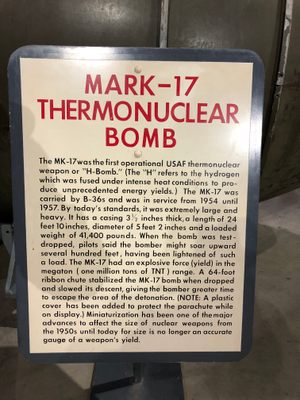 MARK-17
THERMONUCLEAR
BOMB
The MK-17 was the first operational USAF thermonuclear
weapon or "H-Bomb." (The "H" refers to the hydrogen
which was fused under intense heat conditions to pro-
duce unprecedented energy yields.) The MK-17 was
carried by B-36s and was in service from 1954 until
1957. By today's standards, it was extremely large and
heavy. It has a casing 3½ inches thick, a length of 24
feet 10 inches, diameter of 5 feet 2 inches and a loaded
weight of 41,400 pounds. When the bomb was test-
dropped, pilots said the bomber might soar upward
several hundred feet, having been lightened of such
a load. The MK-17 had an explosive force (yield) in the
megaton (one million tons of TNT) range. A 64-foot
ribbon chute stabilized the MK-17 bomb when dropped
and slowed its descent, giving the bomber greater time
to escape the area of the detonation. (NOTE: A plastic
cover has been added to protect the parachute while
on display.) Miniaturization has been one of the major
advances to affect the size of nuclear weapons from
the 1950s until today for size is no longer an accurate
gauge of a weapon's yield.